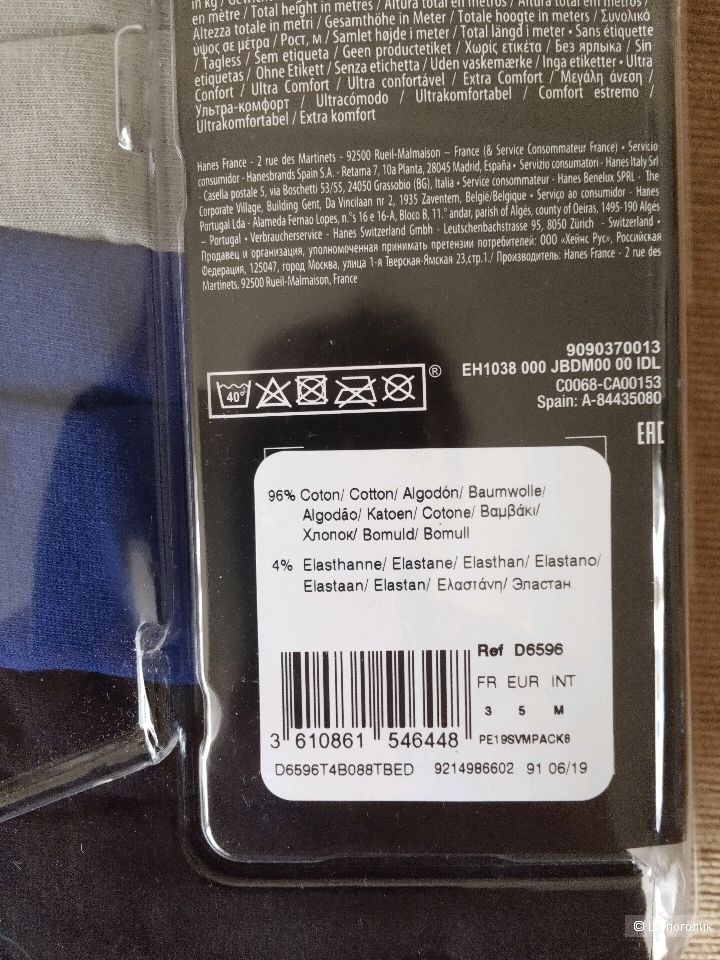 en mètre / Total height in metres / Altura total en metros / Altura total em metros /
Altezza totale in metri / Gesamthöhe in Meter / Totale hoogte in meters / Συνολικό
ύψος σε μέτρα / Рост, м / Samlet højde i meter / Total längd i meter • Sans étiquette
/ Tagless / Sem etiqueta / Geen productetiket / Χωρίς ετικέτα / Без ярлыка / Sin
etiquetas / Ohne Etikett / Senza etichetta / Uden vaskemærke / Inga etiketter • Ultra
Confort / Ultra Comfort / Ultra confortável / Extra Comfort / Μεγάλη άνεση /
Ультра-комфорт / Ultracómodo / Ultrakomfortabel / Comfort estremo /
Ultrakomfortabel / Extra komfort
Hanes France - 2 rue des Martinets - 92500 Rueil-Malmaison – France (& Service Consommateur France) • Servicio
consumidor - Hanesbrands Spain S.A. - Retama 7, 10a Planta, 28045 Madrid, España • Servizio consumatori - Hanes Italy Srl
- Casella postale 5, via Boschetti 53/55, 24050 Grassobio (BG), Italia • Service consommateur - Hanes Benelux SPRL - The
Corporate Village, Building Gent, Da Vincilaan nr 2, 1935 Zaventem, België/Belgique • Serviço ao consumidor - Hanes
Portugal Lda - Alameda Fernao Lopes, n.°s 16 e 16-A, Bloco B, 11.° andar, parish of Algés, county of Oeiras, 1495-190 Algés
– Portugal • Verbraucherservice - Hanes Switzerland Gmbh - Leutschenbachstrasse 95, 8050 Zürich - Switzerland •
Название и организация, уполномоченная принимать претензии потребителей: ООО «Хейнс Рус», Российская
Федерация, 125047, город Москва, улица 1-я Тверская-Ямская 23,стр.1./ Производитель: Hanes France - 2 rue des
Martinets, 92500 Rueil-Malmaison, France
9090370013
EH1038 000 JBDM00 00 IDL
C0068-CA00153
Spain: A-84435080
40°
®
EAC
96% Coton/ Cotton/ Algodón/ Baumwolle/
Algodâo/ Katoen/ Cotone/ Βαμβάκι/
Хлопок/ Bomuld/ Bomull
4% Elasthanne/ Elastane/ Elasthan/ Elastano/
Elastaan/ Elastan/ Ελαστάνη/ Эластан
Ref D6596
FR EUR INT
3 5 M
PE19SVMPACK8
3 610861 546448
D6596T4B088TBED 9214986602 91 06/19
© Шопоголик